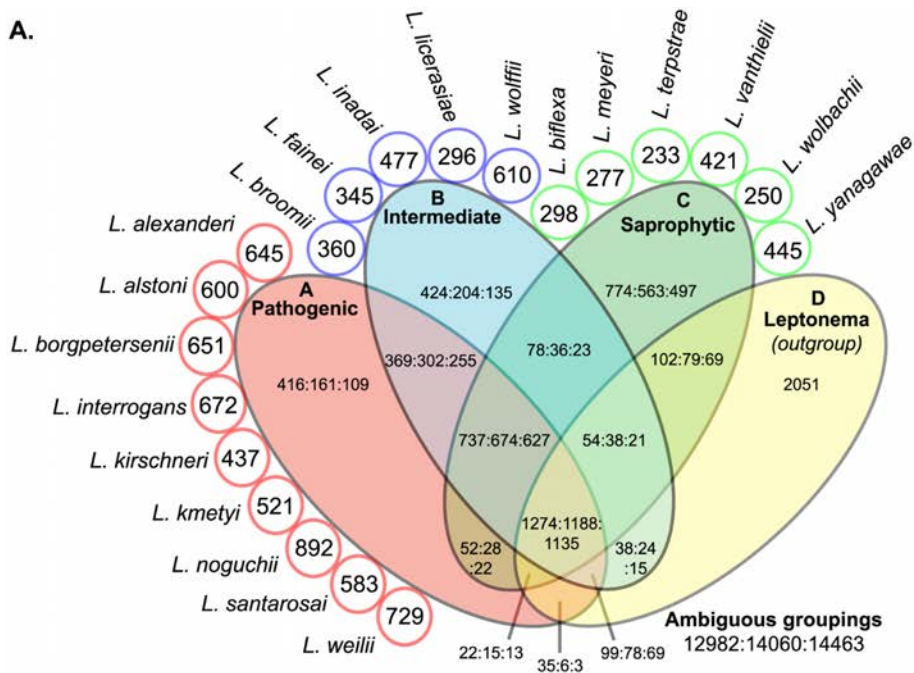 A.
L. alexanderi
645
L. alstoni
600
L. borgpetersenii
651
L. interrogans
672
L. kirschneri
437
L. kmetyi
521
L. noguchii
892
L. santarosai
583
L. weilii
729
L. broomii
360
L. fainei
345
L. inadai
477
L. licerasiae
296
L. wolffii
610
L. biflexa
298
L. meyeri
277
L. terpstrae
233
L. vanthielii
421
L. wolbachii
250
L. yanagawae
445
A
Pathogenic
416:161:109
B
Intermediate
424:204:135
C
Saprophytic
774:563:497
D
Leptonema
(outgroup)
2051
369:302:255
78:36:23
102:79:69
737:674:627
54:38:21
1274:1188:
1135
52:28
:22
38:24
:15
22:15:13
35:6:3
99:78:69
Ambiguous groupings
12982:14060:14463